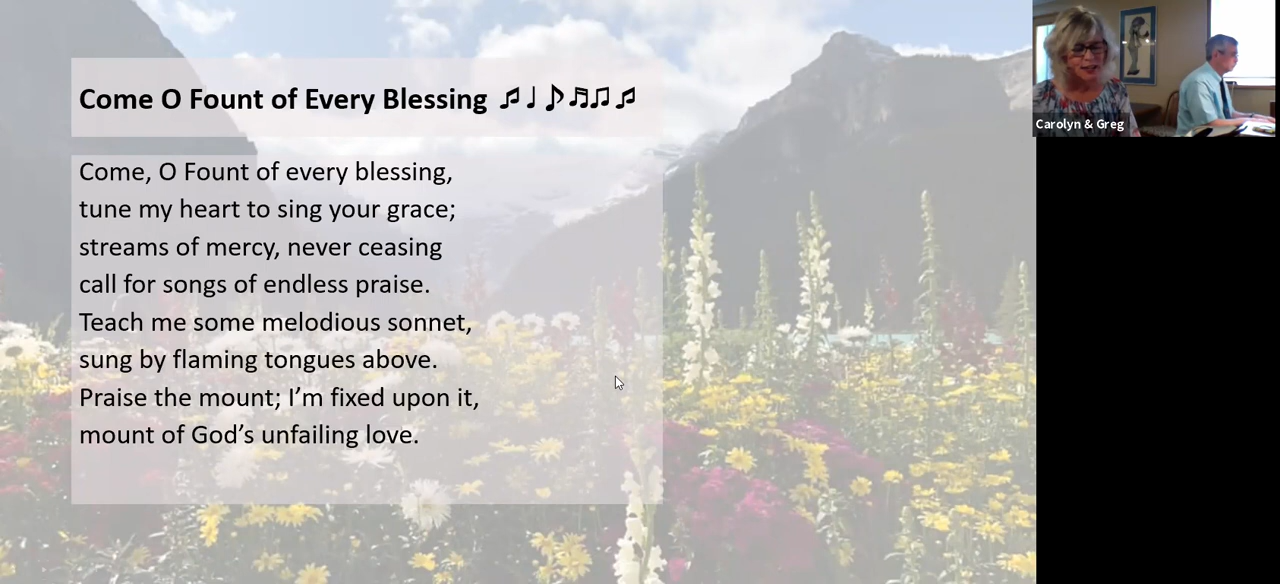 Come O Fount of Every Blessing
Come, O Fount of every blessing,
tune my heart to sing your grace;
streams of mercy, never ceasing
call for songs of endless praise.
Teach me some melodious sonnet,
sung by flaming tongues above.
Praise the mount; I’m fixed upon it,
mount of God’s unfailing love.
Carolyn & Greg